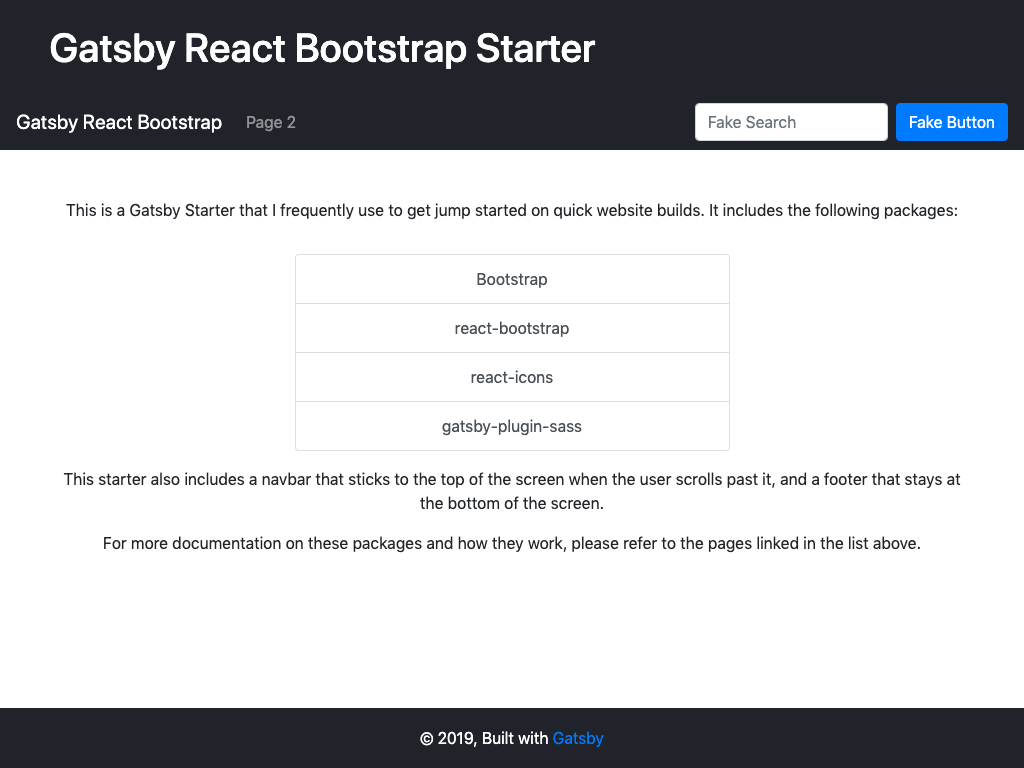 Gatsby React Bootstrap Starter
Gatsby React Bootstrap Page 2 Fake Search Fake Button
This is a Gatsby Starter that I frequently use to get jump started on quick website builds. It includes the following packages:
Bootstrap
react-bootstrap
react-icons
gatsby-plugin-sass
This starter also includes a navbar that sticks to the top of the screen when the user scrolls past it, and a footer that stays at
the bottom of the screen.
For more documentation on these packages and how they work, please refer to the pages linked in the list above.
© 2019, Built with Gatsby